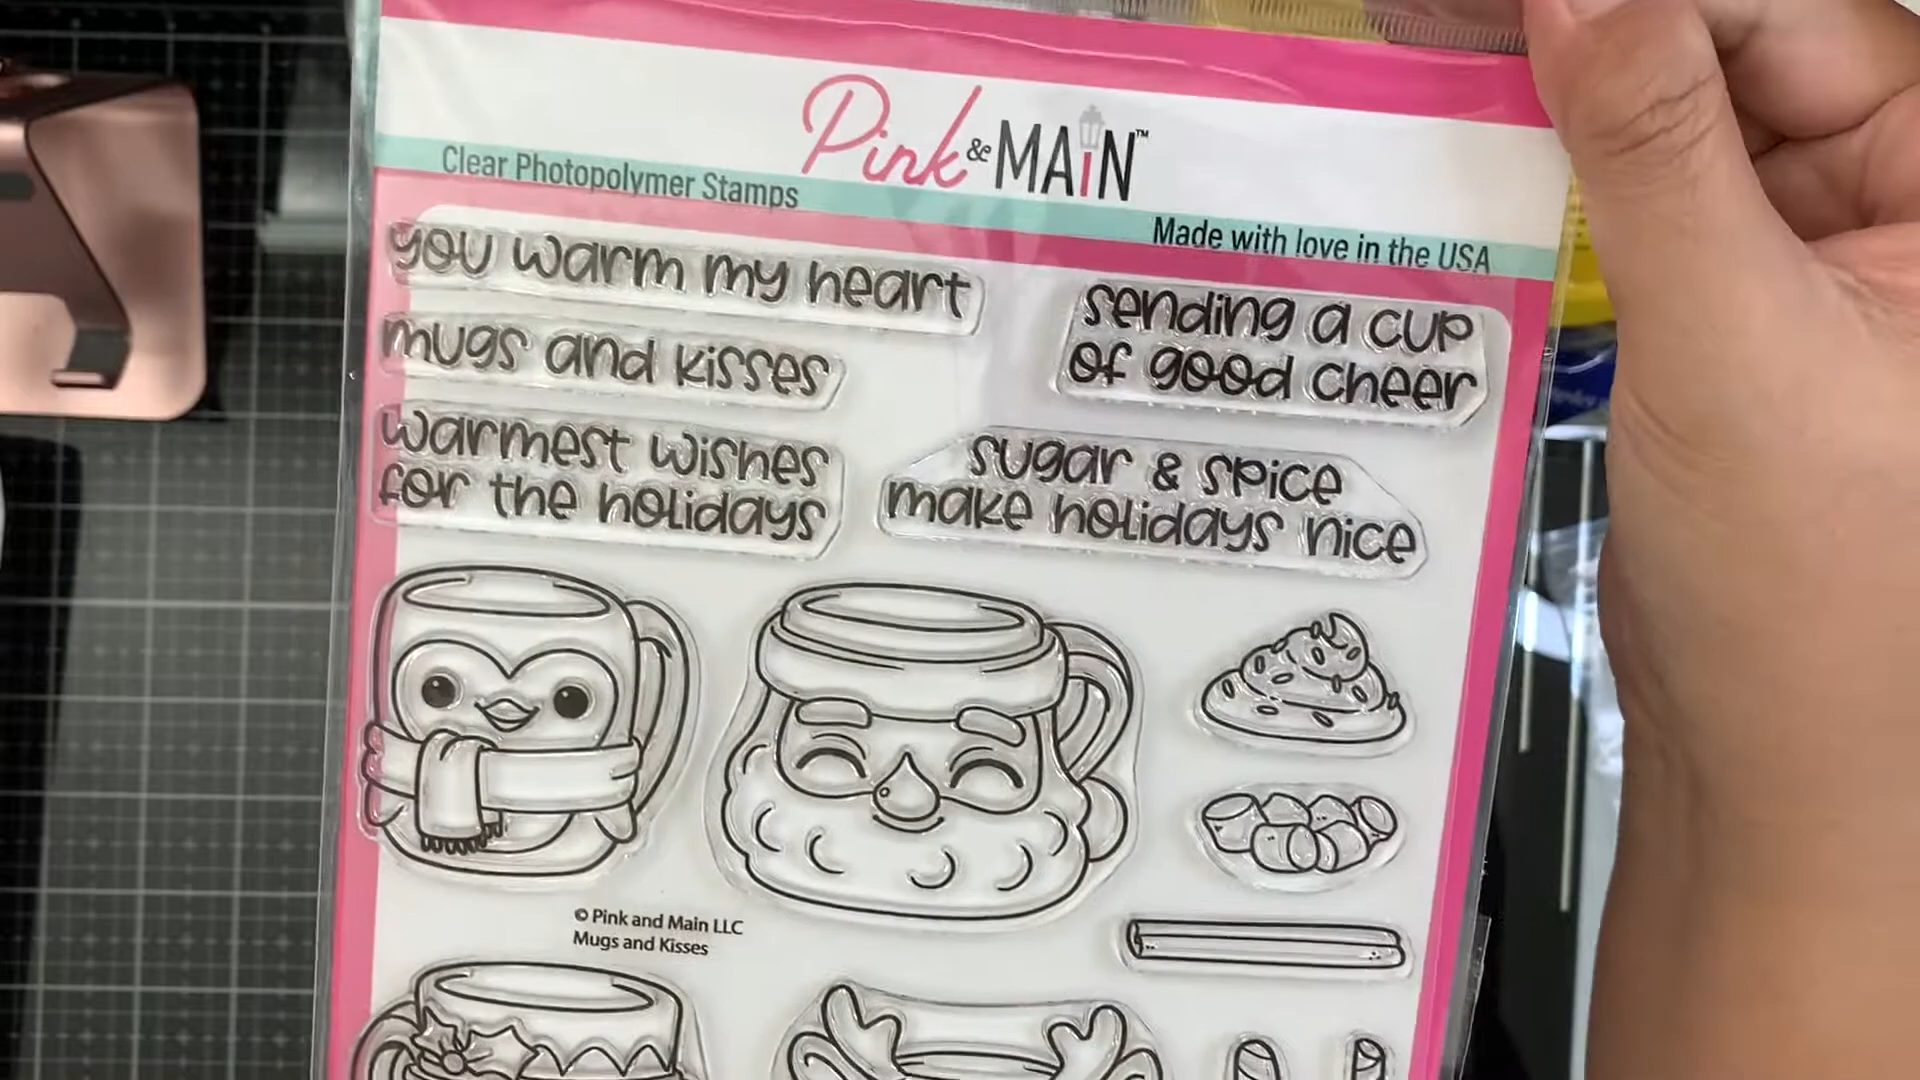 Pink & MAiN™
Clear Photopolymer Stamps
Made with love in the USA
you warm my heart
sending a cup
of good cheer
mugs and kisses
warmest wishes
for the holidays
sugar & spice
make holidays nice
© Pink and Main LLC
Mugs and Kisses